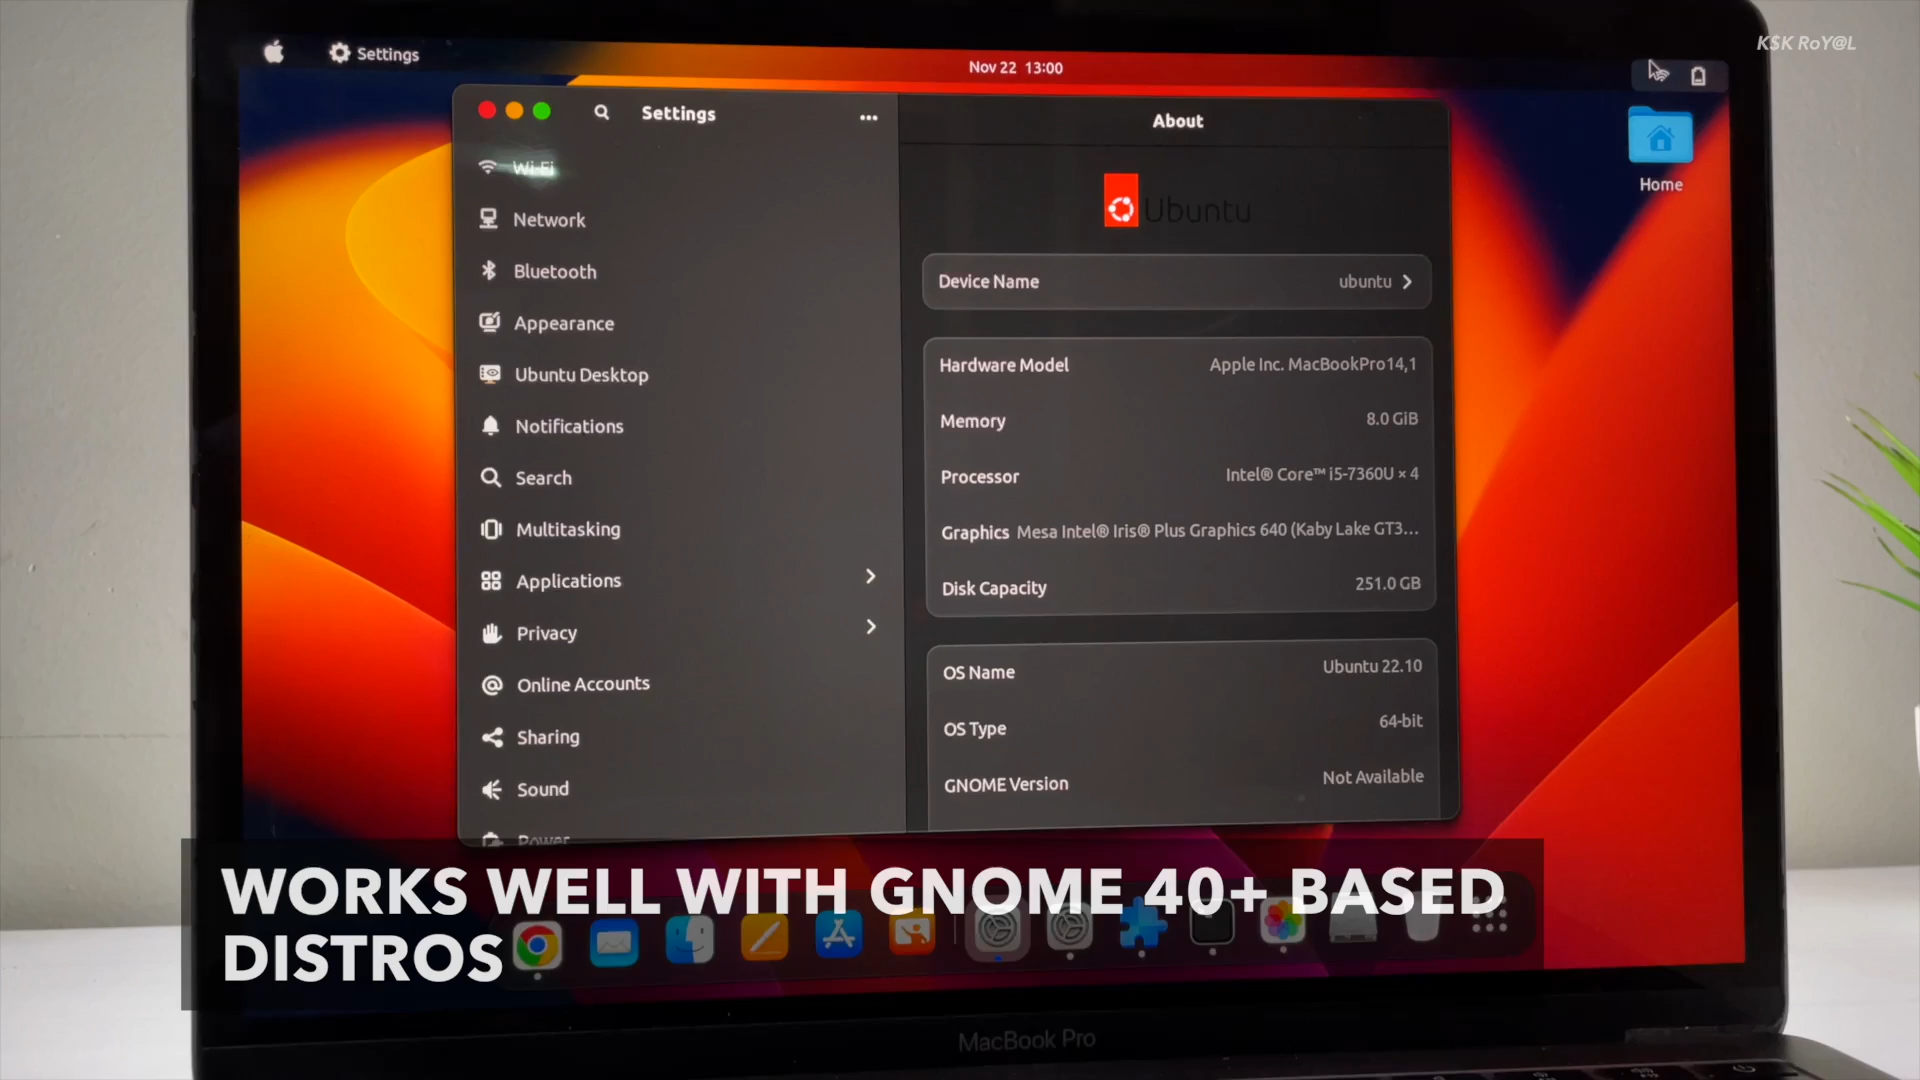 K$K RoY@L
Settings
Nov 22 13:00
Settings
About
Wi-Fi
Network
Bluetooth
Appearance
Ubuntu Desktop
Notifications
Search
Multitasking
Applications
Privacy
Online Accounts
Sharing
Sound
Power
Ubuntu
Device Name ubuntu
Hardware Model Apple Inc. MacBookPro14,1
Memory 8.0 GiB
Processor Intel® Core™ i5-7360U × 4
Graphics Mesa Intel® Iris® Plus Graphics 640 (Kaby Lake GT3...
Disk Capacity 251.0 GB
OS Name Ubuntu 22.10
OS Type 64-bit
GNOME Version Not Available
Home
WORKS WELL WITH GNOME 40+ BASED
DISTROS
MacBook Pro